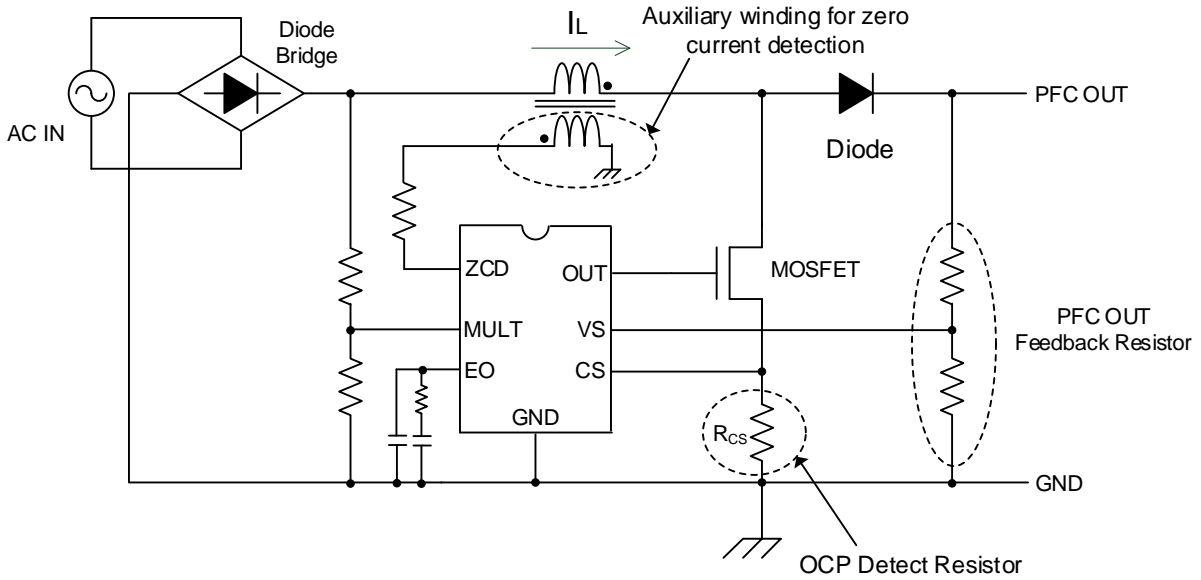 Auxiliary winding for zero
current detection
IL
Diode
Bridge
AC IN
PFC OUT
Diode
ZCD
OUT
MOSFET
MULT
VS
PFC OUT
Feedback Resistor
EO
CS
GND
RCS
GND
OCP Detect Resistor